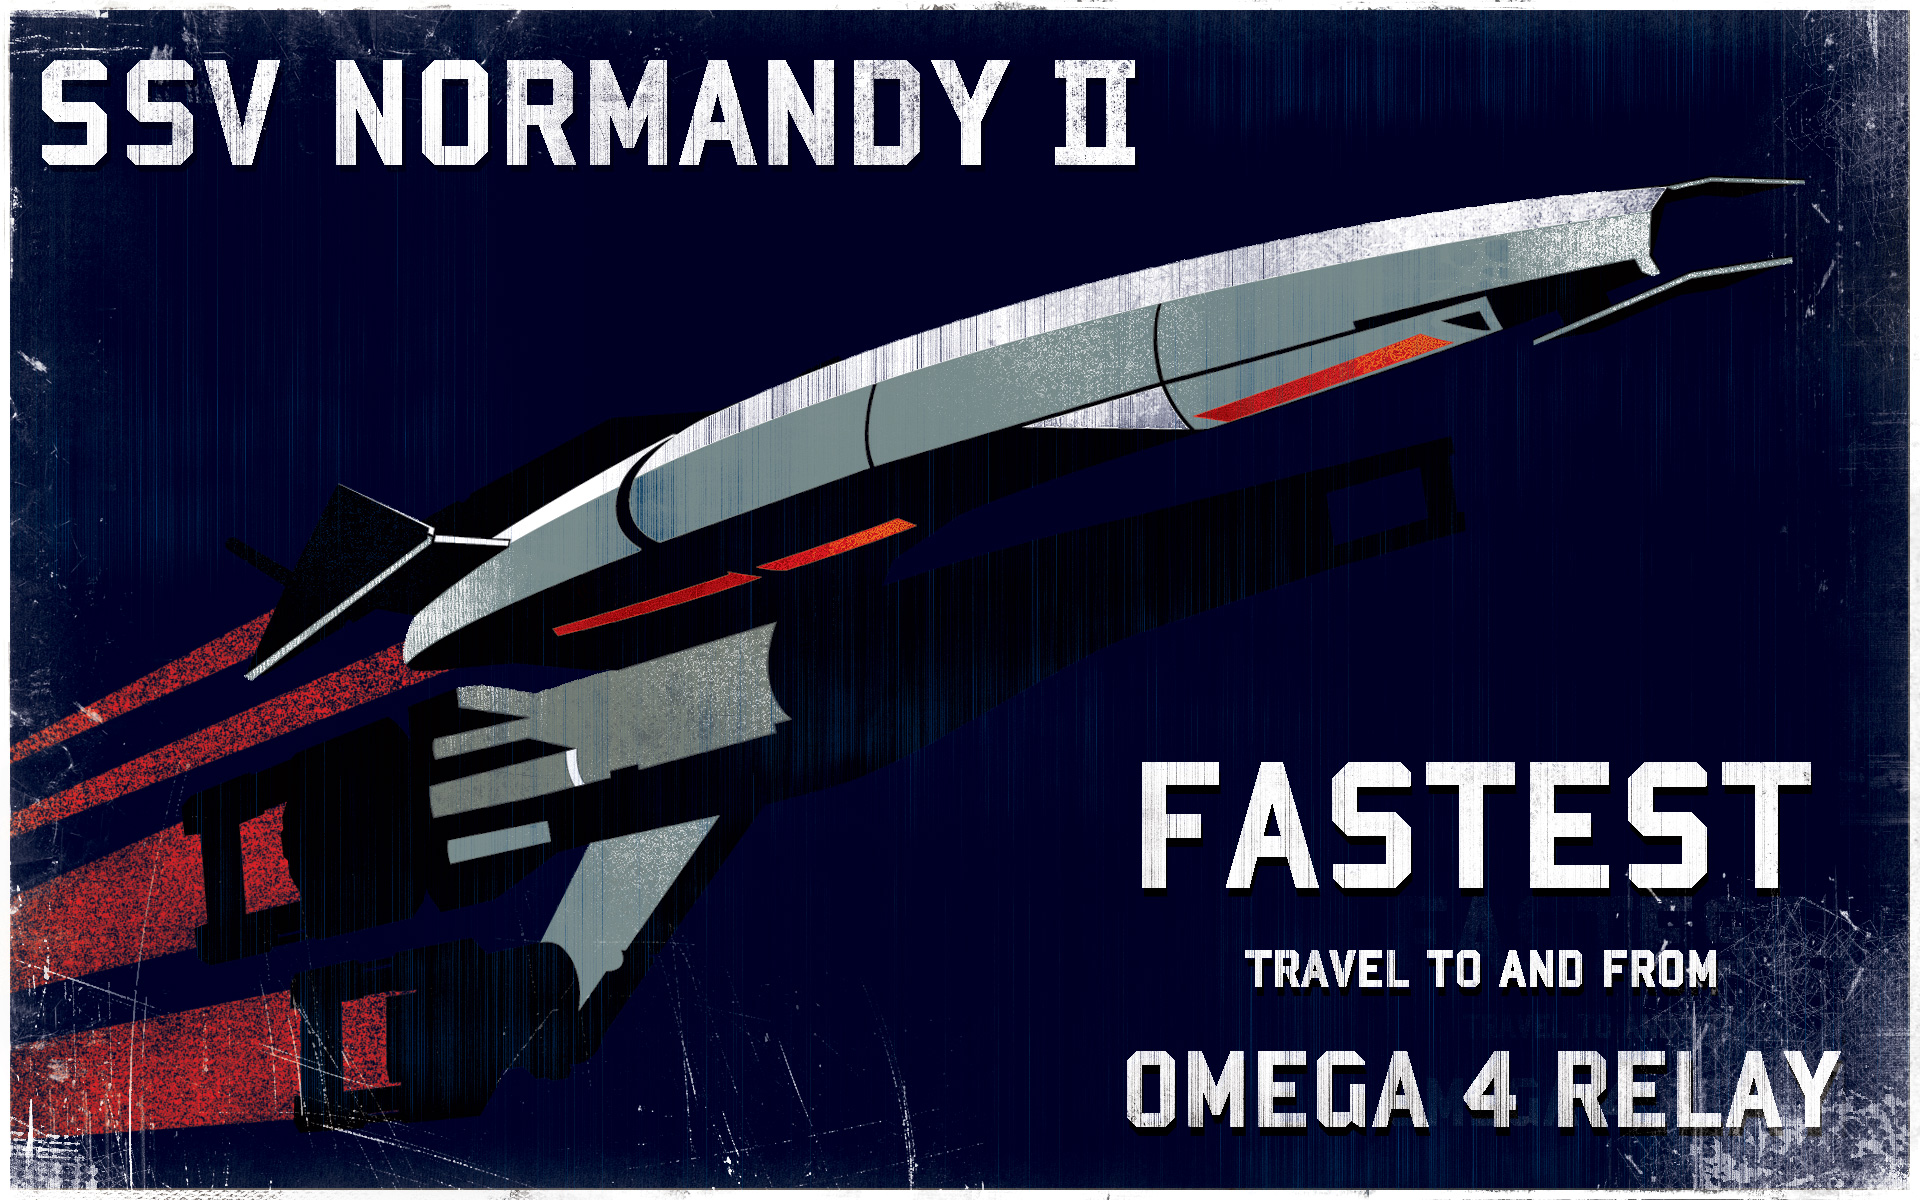 SSV NORMANDY II
FASTEST
TRAVEL TO AND FROM
OMEGA 4 RELAY